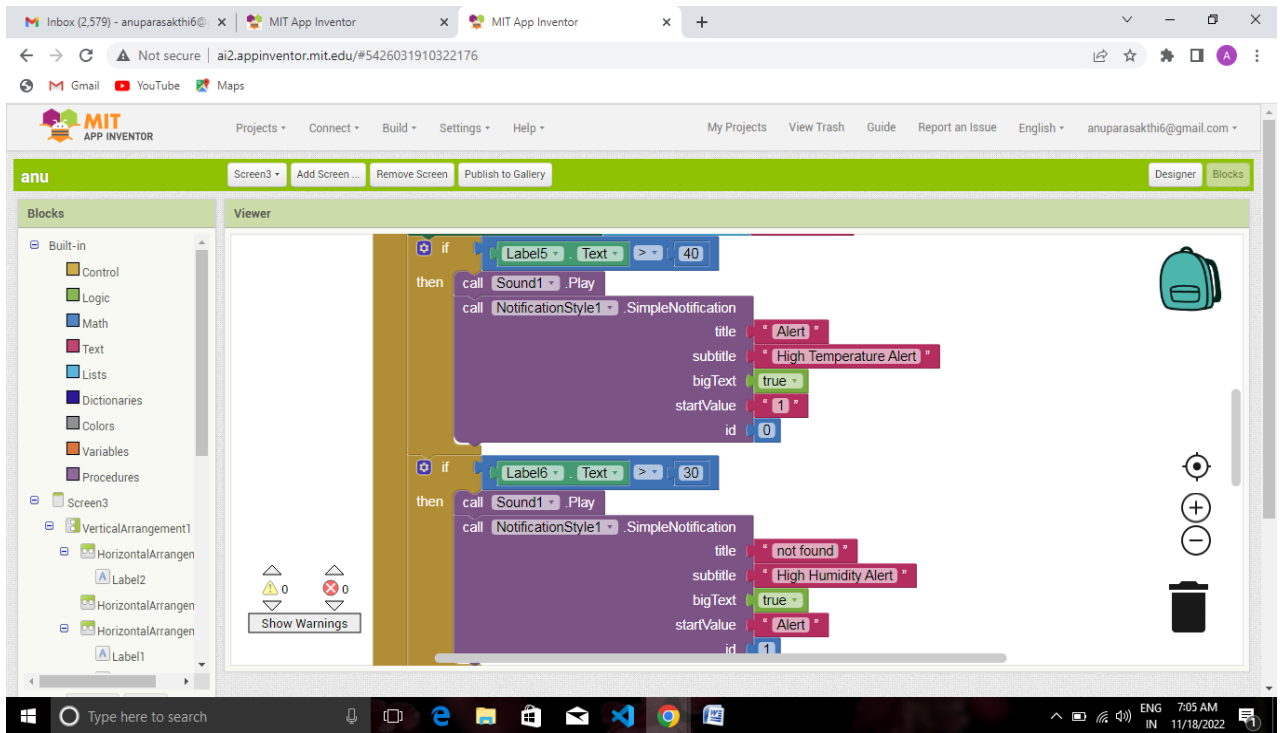 Inbox (2,579) - anuparasakthi6@
MIT App Inventor
MIT App Inventor
Not secure
ai2.appinventor.mit.edu/#5426031910322176
A
Gmail
YouTube
Maps
MIT
APP INVENTOR
Projects
Connect
Build
Settings
Help
My Projects
View Trash
Guide
Report an Issue
English
anuparasakthi6@gmail.com
anu
Screen3
Add Screen ...
Remove Screen
Publish to Gallery
Designer
Blocks
Blocks
Built-in
Control
Logic
Math
Text
Lists
Dictionaries
Colors
Variables
Procedures
Screen3
VerticalArrangement1
HorizontalArrangen
A Label2
HorizontalArrangen
HorizontalArrangen
A Label1
Viewer
if Label5 . Text > 40
then call Sound1 .Play
call NotificationStyle1 .SimpleNotification
title " Alert "
subtitle " High Temperature Alert "
bigText true
startValue " 1 "
id 0
if Label6 . Text > 30
then call Sound1 .Play
call NotificationStyle1 .SimpleNotification
title " not found "
subtitle " High Humidity Alert "
bigText true
startValue " Alert "
id 1
0
0
Show Warnings
Type here to search
ENG
IN
7:05 AM
11/18/2022
1